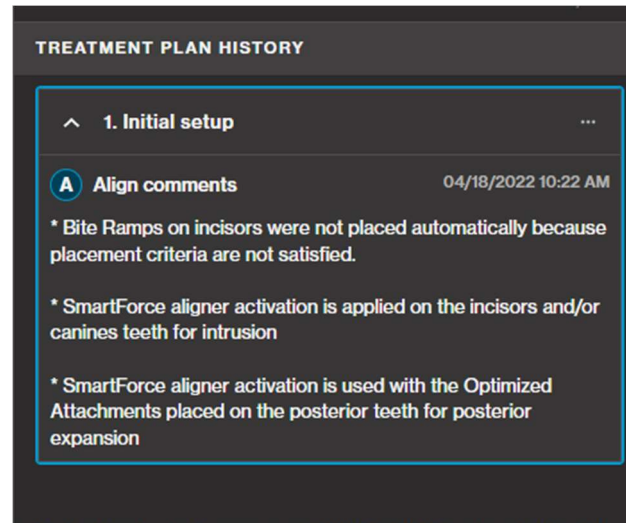 TREATMENT PLAN HISTORY
1. Initial setup ...
A Align comments 04/18/2022 10:22 AM
* Bite Ramps on incisors were not placed automatically because
placement criteria are not satisfied.
* SmartForce aligner activation is applied on the incisors and/or
canines teeth for intrusion
* SmartForce aligner activation is used with the Optimized
Attachments placed on the posterior teeth for posterior
expansion